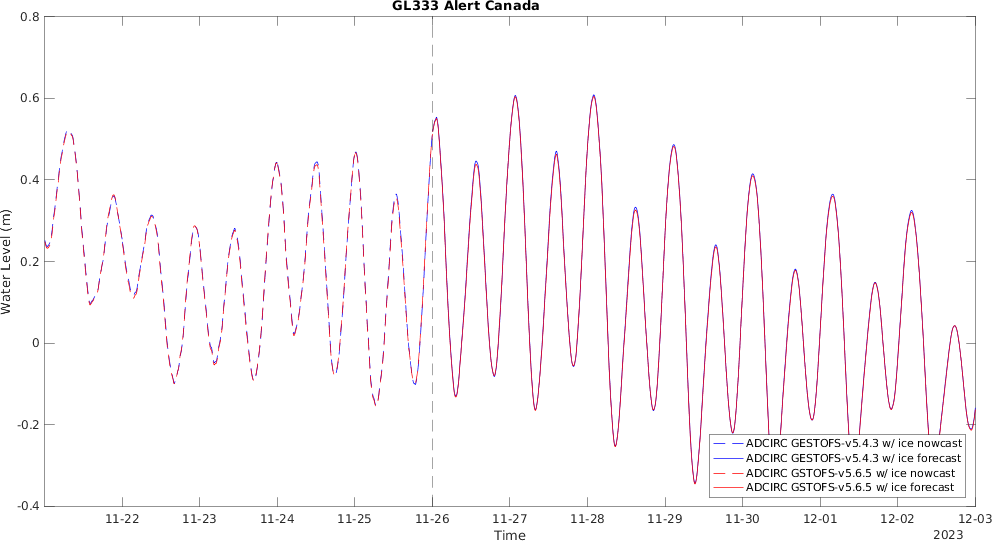 GL333 Alert Canada
0.8
0.6
0.4
0.2
0
-0.2
-0.4
Water Level (m)
ADCIRC GESTOFS-v5.4.3 w/ ice nowcast
ADCIRC GESTOFS-v5.4.3 w/ ice forecast
ADCIRC GSTOFS-v5.6.5 w/ ice nowcast
ADCIRC GSTOFS-v5.6.5 w/ ice forecast
11-22 11-23 11-24 11-25 11-26 11-27 11-28 11-29 11-30 12-01 12-02 12-03
Time
2023